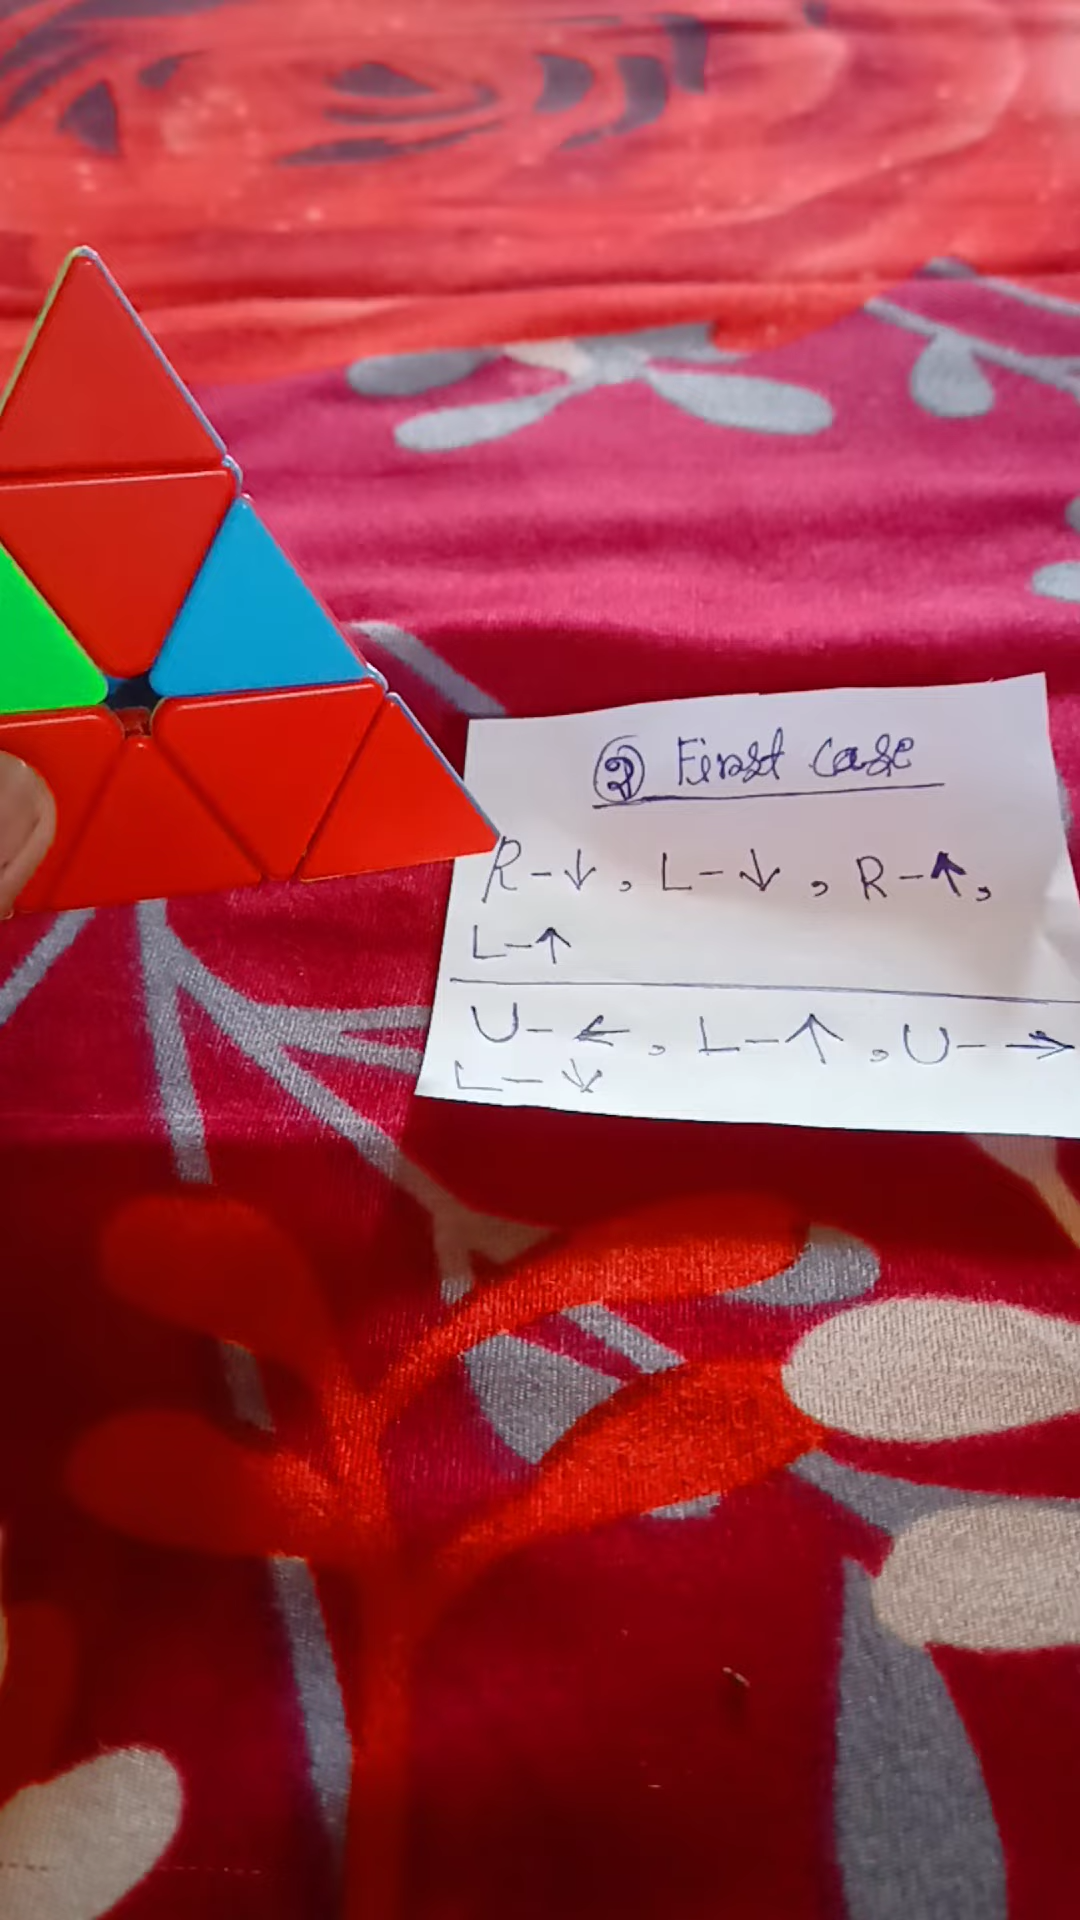 ② First case
R-↓, L-↓, R-↑,
L-↑
U-←, L-↑, U-→
L-↓